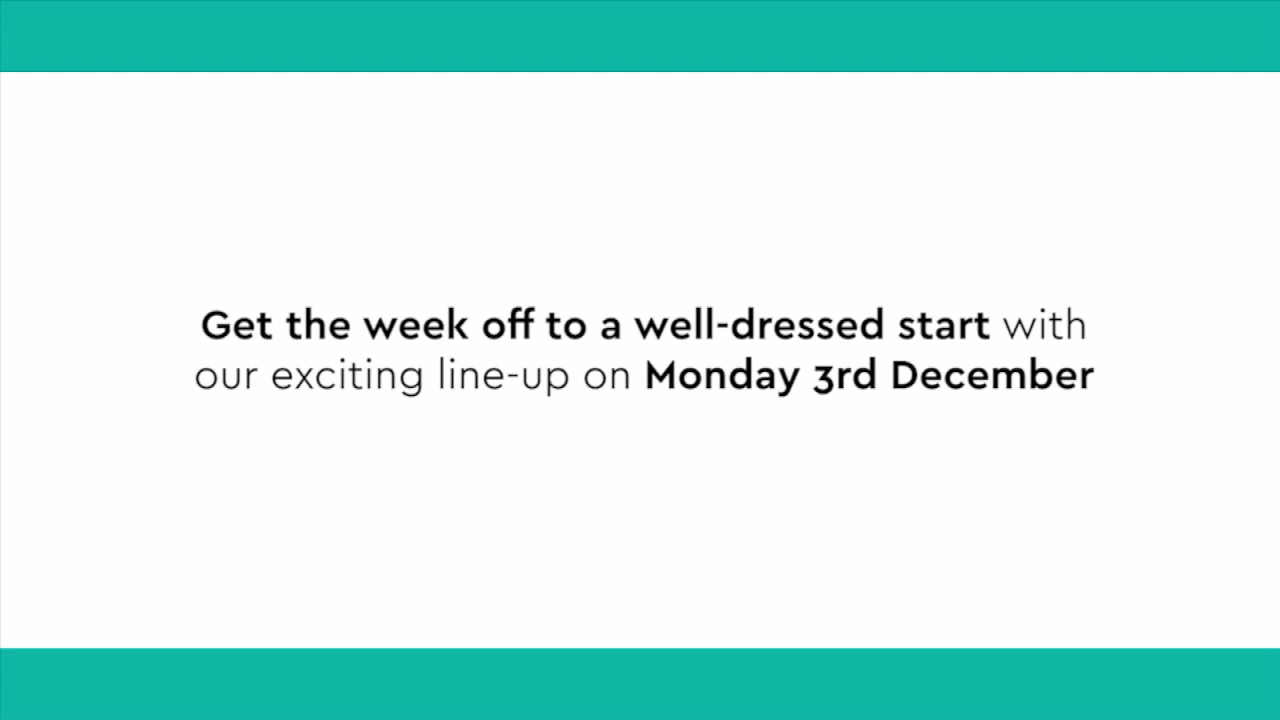 Get the week off to a well-dressed start with
our exciting line-up on Monday 3rd December